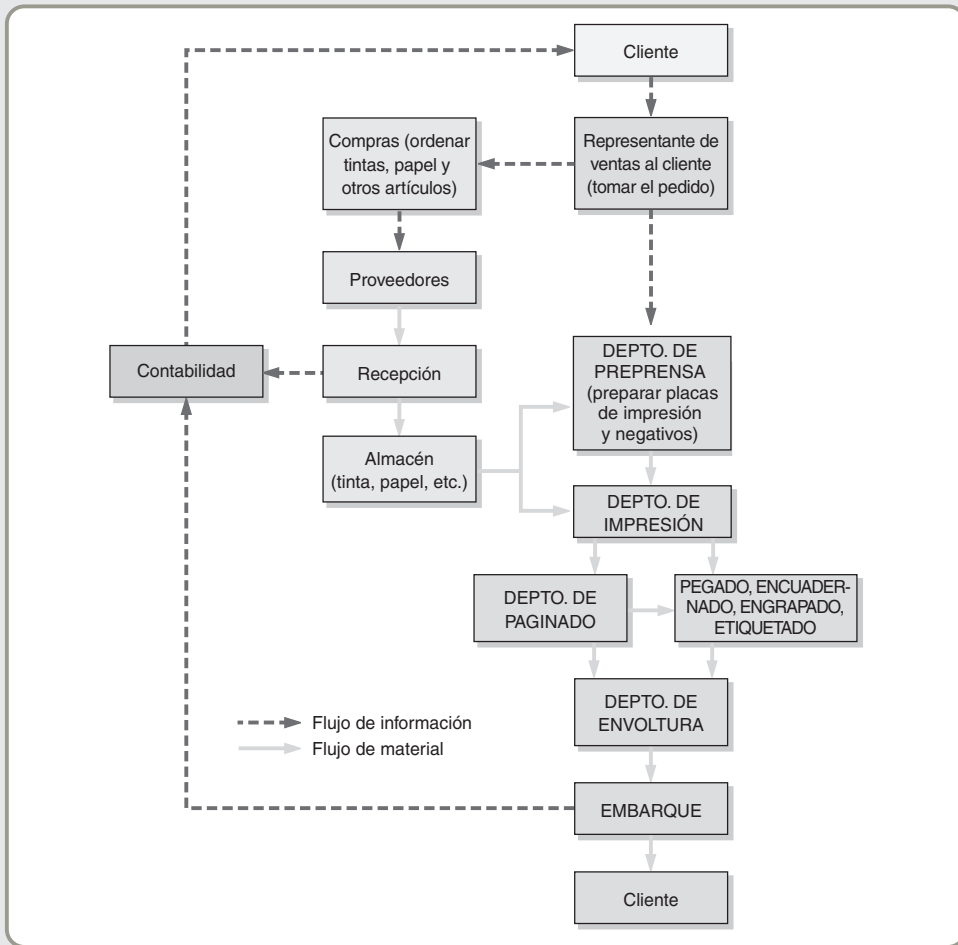 Cliente
Compras (ordenar
tintas, papel y
otros artículos)
Representante de
ventas al cliente
(tomar el pedido)
Proveedores
Contabilidad
Recepción
DEPTO. DE
PREPRENSA
(preparar placas
de impresión
y negativos)
Almacén
(tinta, papel, etc.)
DEPTO. DE
IMPRESIÓN
DEPTO. DE
PAGINADO
PEGADO, ENCUADER-
NADO, ENGRAPADO,
ETIQUETADO
DEPTO. DE
ENVOLTURA
Flujo de información
Flujo de material
EMBARQUE
Cliente